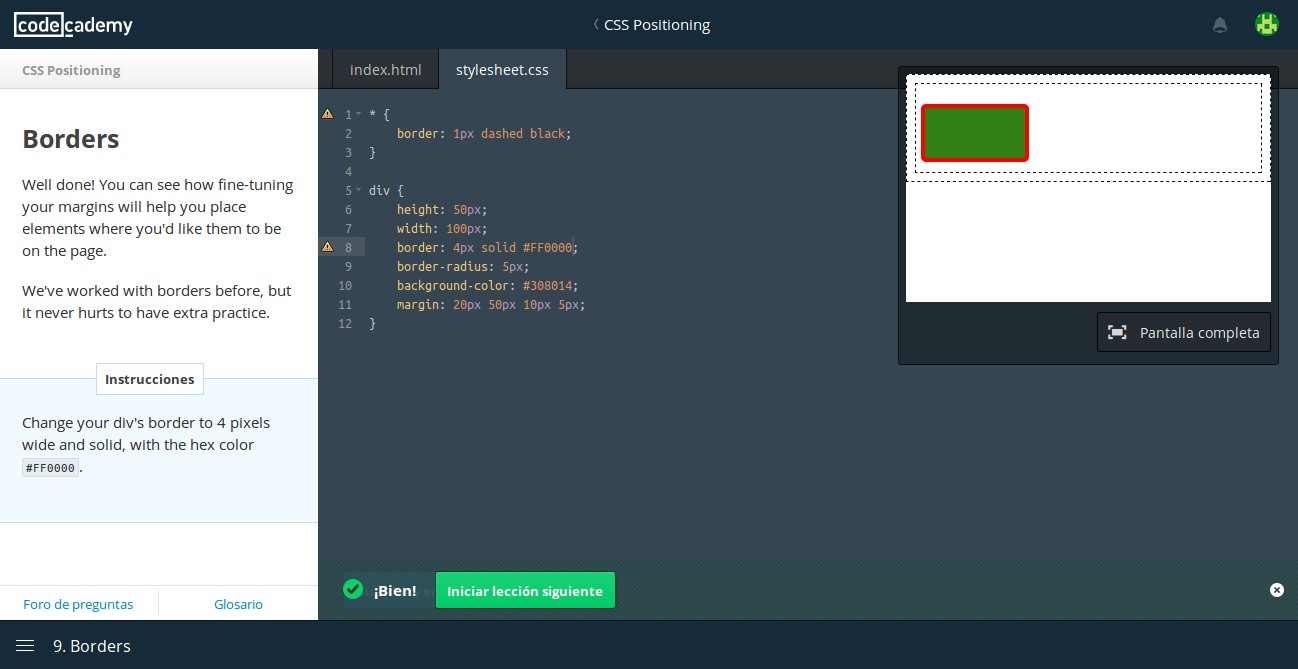 codecademy
CSS Positioning
CSS Positioning
index.html
stylesheet.css
Borders
Well done! You can see how fine-tuning
your margins will help you place
elements where you'd like them to be
on the page.
We've worked with borders before, but
it never hurts to have extra practice.
Instrucciones
Change your div's border to 4 pixels
wide and solid, with the hex color
#FF0000.
Foro de preguntas
Glosario
1 * {
2 border: 1px dashed black;
3 }
4
5 div {
6 height: 50px;
7 width: 100px;
8 border: 4px solid #FF0000;
9 border-radius: 5px;
10 background-color: #308014;
11 margin: 20px 50px 10px 5px;
12 }
Pantalla completa
¡Bien!
Iniciar lección siguiente
9. Borders